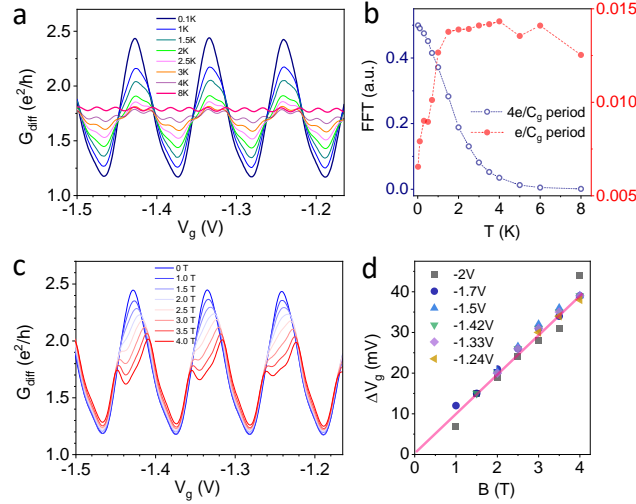 a
G_diff (e²/h)
2.5
2.0
1.5
1.0
0.1K
1K
1.5K
2K
2.5K
3K
4K
8K
-1.5
-1.4
-1.3
-1.2
V_g (V)
b
FFT (a.u.)
0.4
0.2
0.0
0.015
0.010
0.005
4e/C_g period
e/C_g period
0
2
4
6
8
T (K)
c
G_diff (e²/h)
2.5
2.0
1.5
1.0
0 T
1.0 T
1.5 T
2.0 T
2.5 T
3.0 T
3.5 T
4.0 T
-1.5
-1.4
-1.3
-1.2
V_g (V)
d
ΔV_g (mV)
40
30
20
10
0
-2V
-1.7V
-1.5V
-1.42V
-1.33V
-1.24V
0
1
2
3
4
B (T)